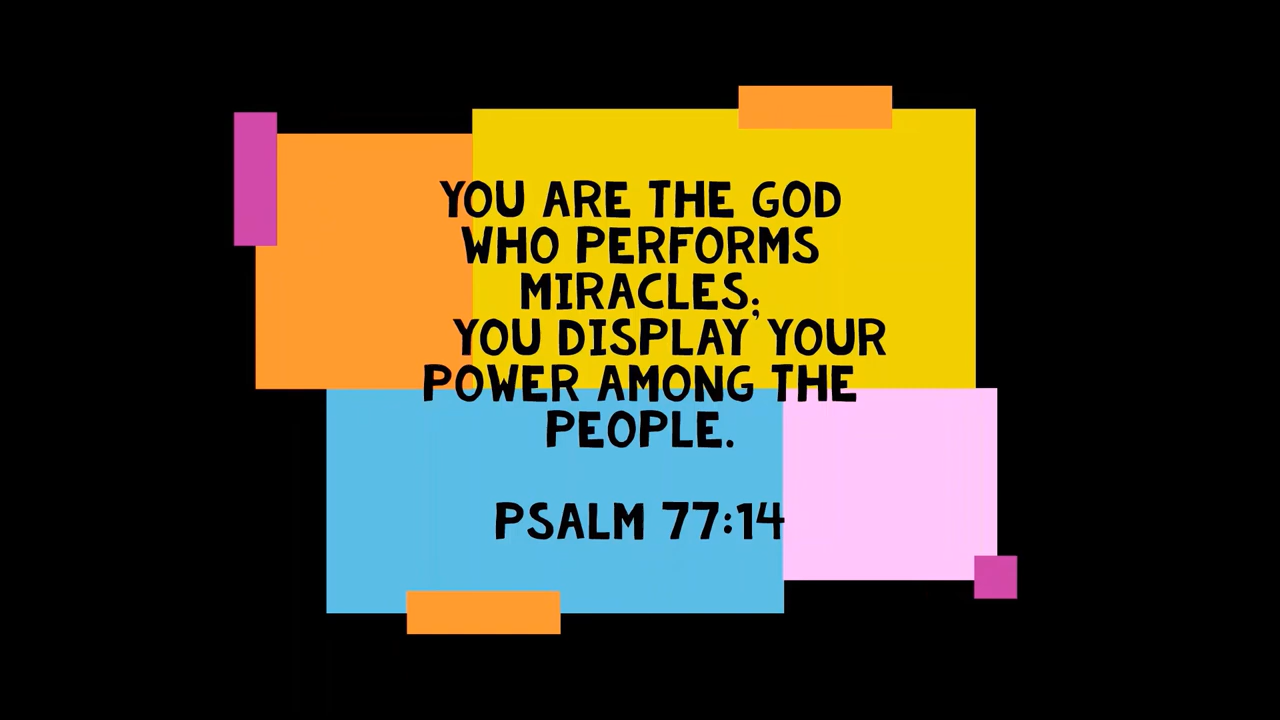 YOU ARE THE GOD
WHO PERFORMS
MIRACLES;
YOU DISPLAY YOUR
POWER AMONG THE
PEOPLE.
PSALM 77:14